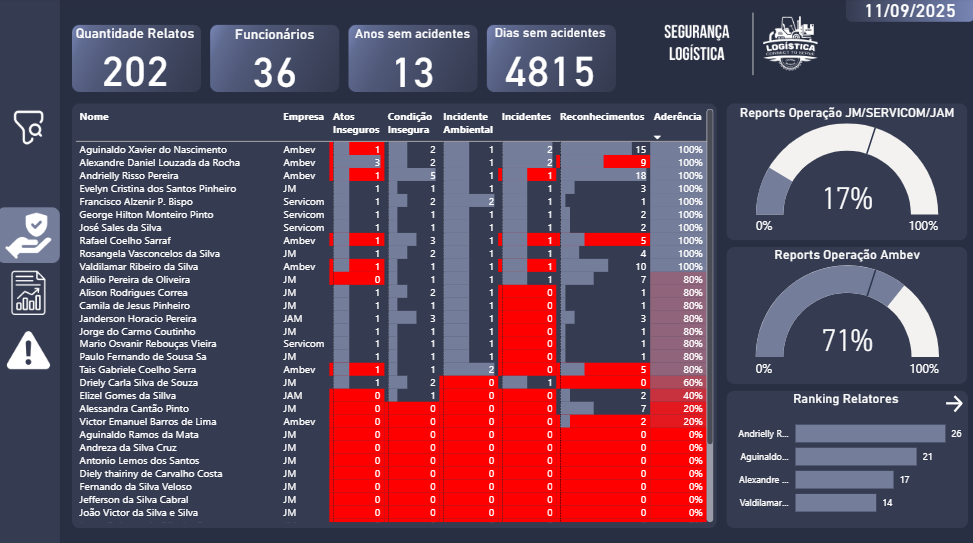 11/09/2025
Quantidade Relatos
202
Funcionários
36
Anos sem acidentes
13
Dias sem acidentes
4815
SEGURANÇA
LOGÍSTICA
LOGÍSTICA
CONNECT TO SERVE
Nome Empresa Atos Inseguros Condição Insegura Incidente Ambiental Incidentes Reconhecimentos Aderência
Aguinaldo Xavier do Nascimento Ambev 1 2 1 2 15 100%
Alexandre Daniel Louzada da Rocha Ambev 3 2 1 2 9 100%
Andrielly Risso Pereira Ambev 1 5 1 1 18 100%
Evelyn Cristina dos Santos Pinheiro JM 1 1 1 1 3 100%
Francisco Alzenir P. Bispo Servicom 1 1 2 1 1 100%
George Hilton Monteiro Pinto Servicom 1 1 1 1 2 100%
José Sales da Silva Servicom 1 1 1 1 2 100%
Rafael Coelho Sarraf Ambev 1 3 1 1 5 100%
Rosangela Vasconcelos da Silva JM 1 2 1 1 4 100%
Valdilamar Ribeiro da Silva Ambev 1 1 1 1 10 100%
Adilio Pereira de Oliveira JM 0 1 1 1 7 80%
Alison Rodrigues Correa JM 1 2 1 0 1 80%
Camila de Jesus Pinheiro JM 1 1 1 0 1 80%
Janderson Horacio Pereira JAM 1 3 1 0 3 80%
Jorge do Carmo Coutinho JM 1 1 1 0 1 80%
Mario Osvanir Rebouças Vieira Servicom 1 1 1 0 1 80%
Paulo Fernando de Sousa Sa JM 1 1 1 0 1 80%
Tais Gabriele Coelho Serra Ambev 1 1 2 0 5 80%
Driely Carla Silva de Souza JM 1 2 0 1 0 60%
Elizel Gomes da Sillva JAM 0 1 0 0 2 40%
Alessandra Cantão Pinto JM 0 0 0 0 7 20%
Victor Emanuel Barros de Lima Ambev 0 0 0 0 2 20%
Aguinaldo Ramos da Mata JM 0 0 0 0 0 0%
Andreza da Silva Cruz JM 0 0 0 0 0 0%
Antonio Lemos dos Santos JM 0 0 0 0 0 0%
Diely thairiny de Carvalho Costa JM 0 0 0 0 0 0%
Fernando da Silva Veloso JM 0 0 0 0 0 0%
Jefferson da Silva Cabral JM 0 0 0 0 0 0%
João Victor da Silva e Silva JM 0 0 0 0 0 0%
Reports Operação JM/SERVICOM/JAM
17%
0% 100%
Reports Operação Ambev
71%
0% 100%
Ranking Relatores
Andrielly R... 26
Aguinaldo... 21
Alexandre ... 17
Valdilamar... 14